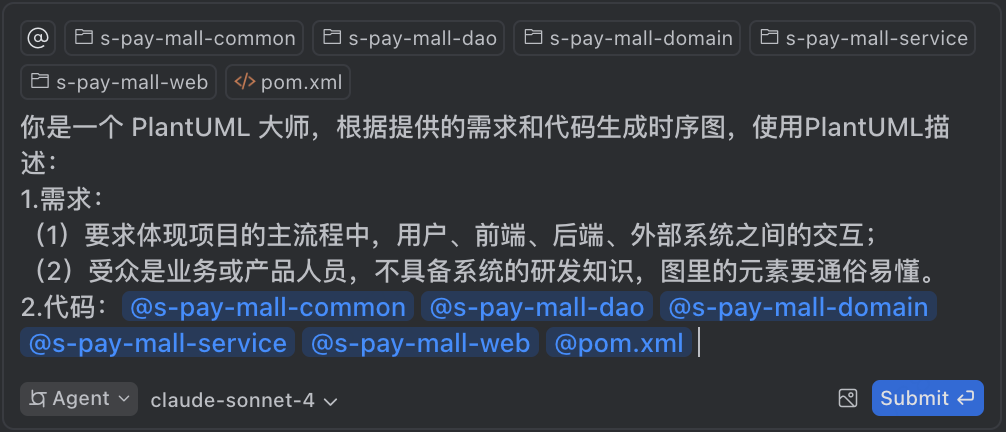 @ s-pay-mall-common s-pay-mall-dao s-pay-mall-domain s-pay-mall-service
s-pay-mall-web </> pom.xml
你是一个 PlantUML 大师，根据提供的需求和代码生成时序图，使用PlantUML描
述：
1.需求：
（1）要求体现项目的主流程中，用户、前端、后端、外部系统之间的交互；
（2）受众是业务或产品人员，不具备系统的研发知识，图里的元素要通俗易懂。
2.代码： @s-pay-mall-common @s-pay-mall-dao @s-pay-mall-domain
@s-pay-mall-service @s-pay-mall-web @pom.xml
Agent claude-sonnet-4 Submit